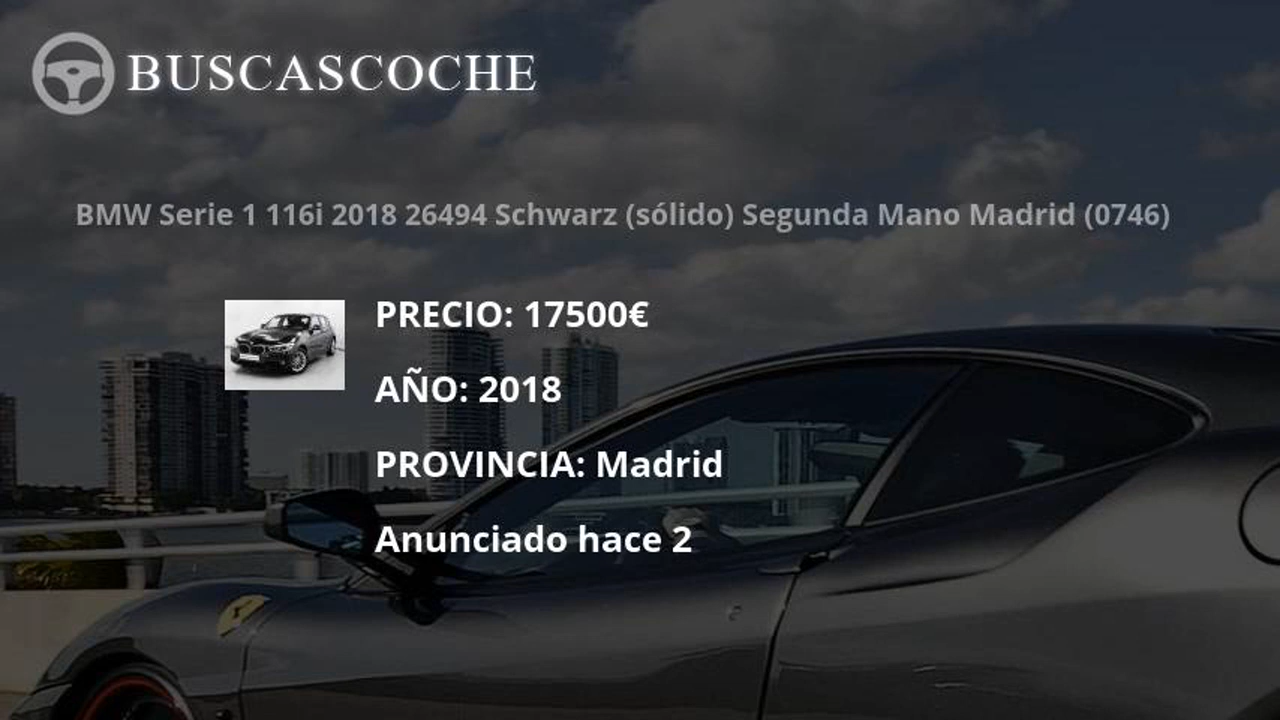 BUSCASCOCHE
BMW Serie 1 116i 2018 26494 Schwarz (sólido) Segunda Mano Madrid (0746)
PRECIO: 17500€
AÑO: 2018
PROVINCIA: Madrid
Anunciado hace 2